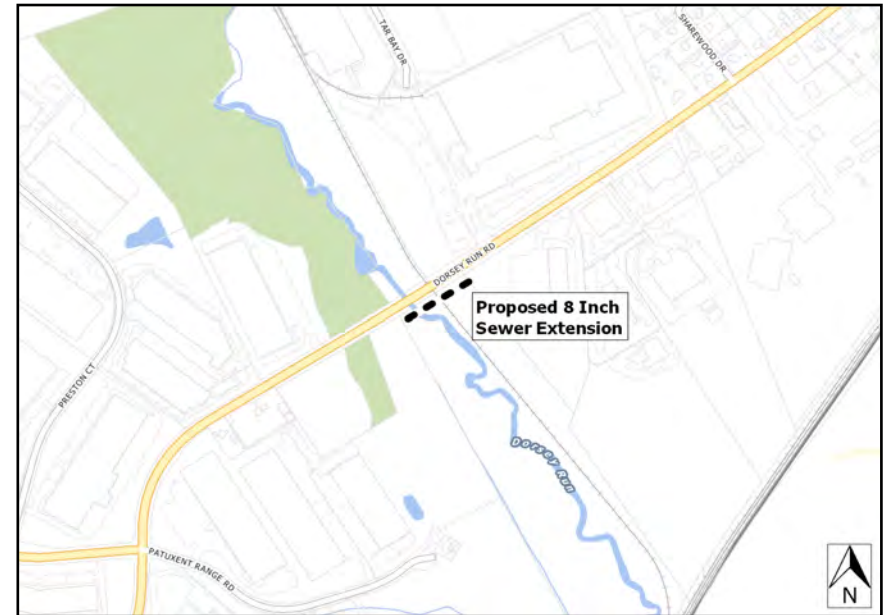 TAR BAY DR
SHAREWOOD DR
DORSEY RUN RD
Proposed 8 Inch
Sewer Extension
PRESTON CT
Dorsey Run
PATUXENT RANGE RD
N